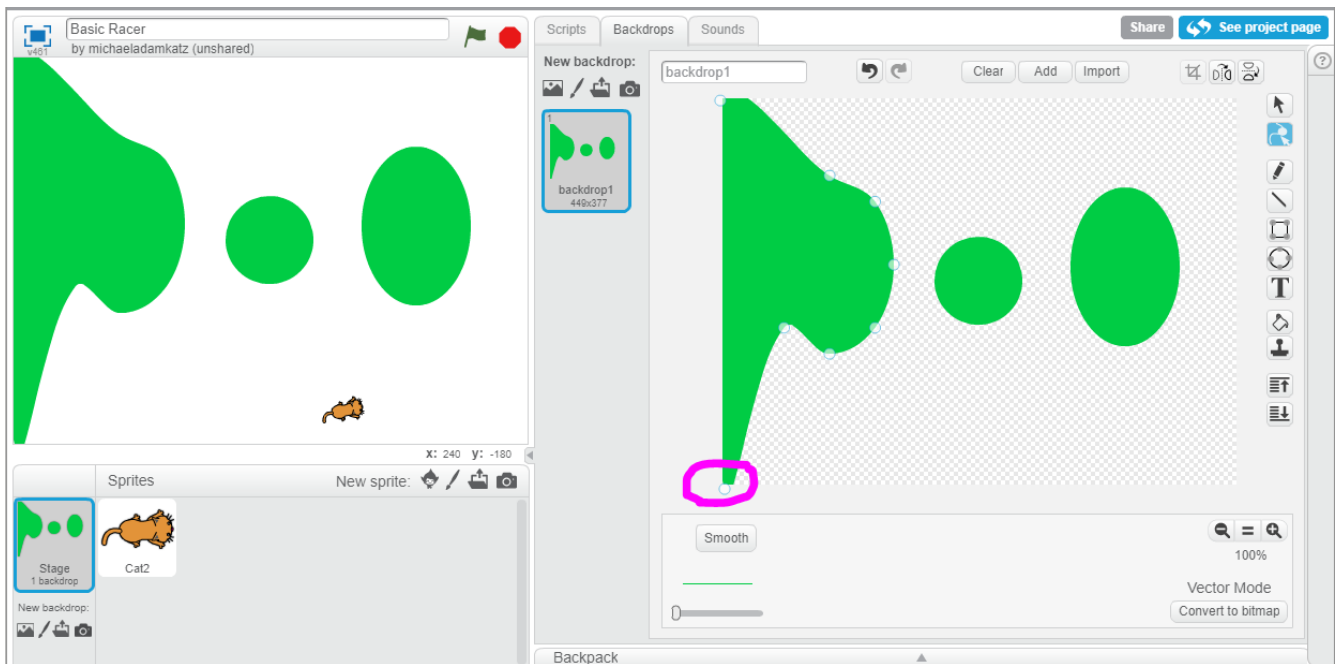 Basic Racer
v461
by michaeladamkatz (unshared)
Scripts
Backdrops
Sounds
Share
See project page
?
New backdrop:
backdrop1
Clear
Add
Import
1
backdrop1
449x377
T
X: 240 y: -180
Sprites
New sprite:
Stage
1 backdrop
Cat2
New backdrop:
Smooth
100%
Vector Mode
Convert to bitmap
Backpack